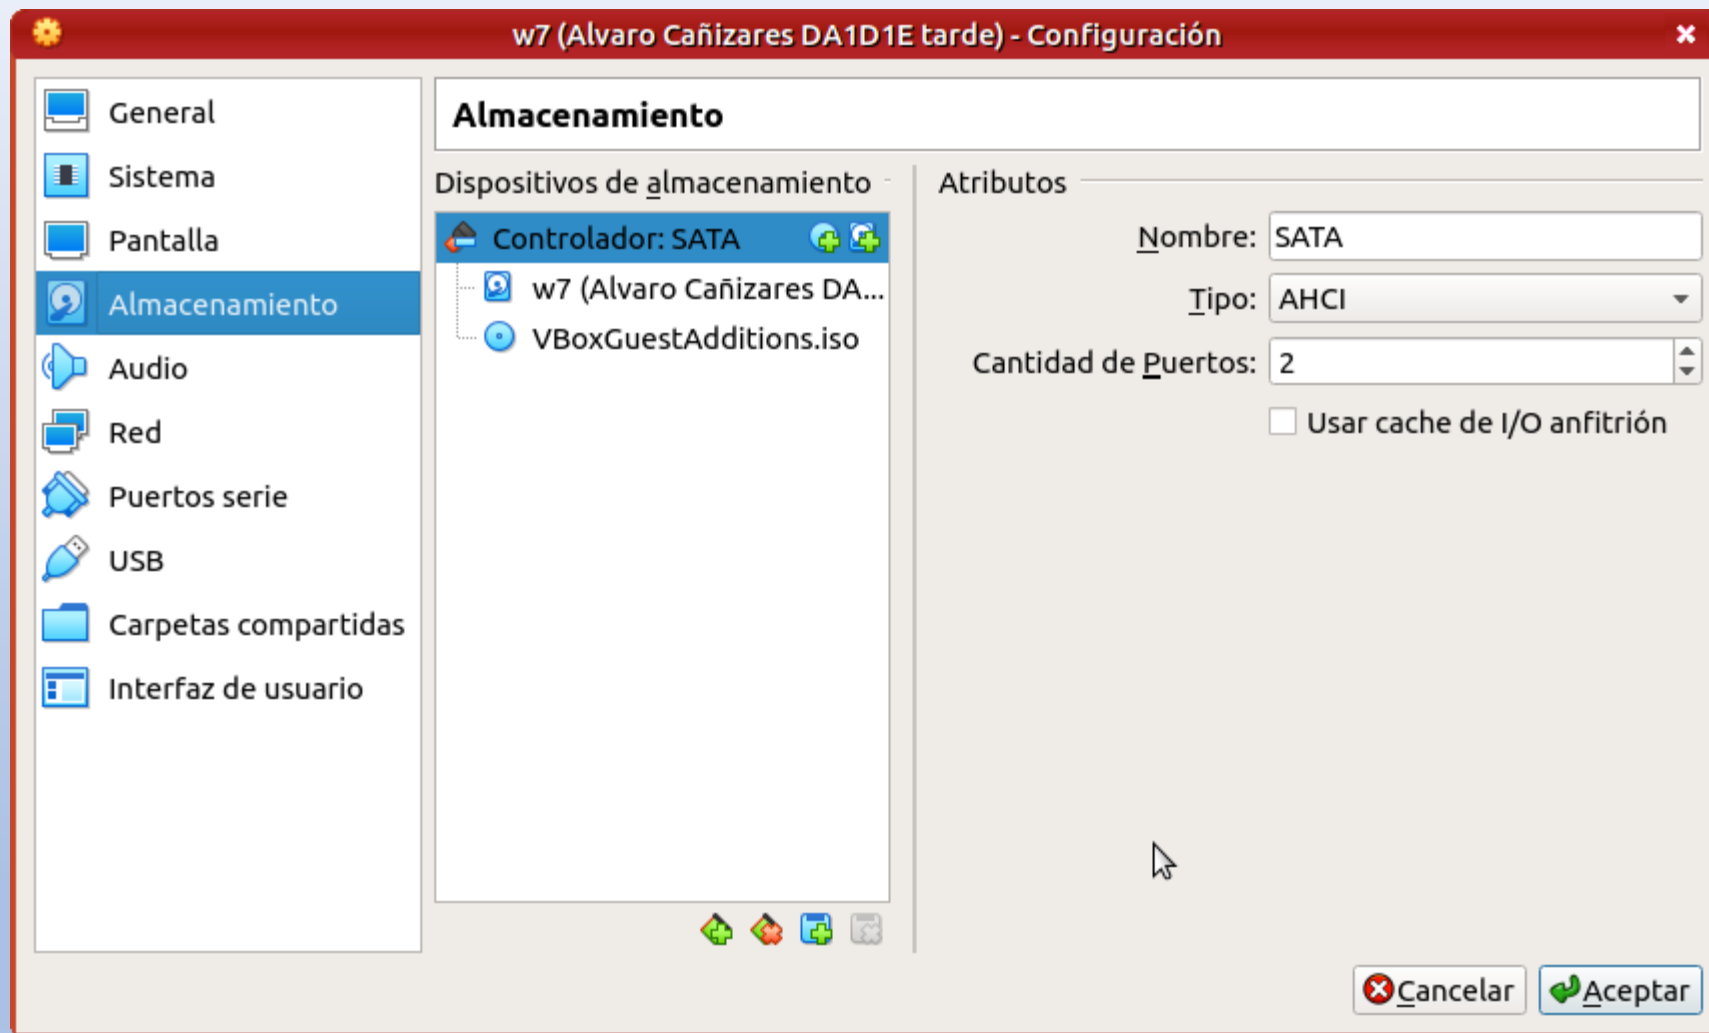 w7 (Alvaro Cañizares DA1D1E tarde) - Configuración
General
Sistema
Pantalla
Almacenamiento
Audio
Red
Puertos serie
USB
Carpetas compartidas
Interfaz de usuario
Almacenamiento
Dispositivos de almacenamiento
Controlador: SATA
w7 (Alvaro Cañizares DA...
VBoxGuestAdditions.iso
Atributos
Nombre: SATA
Tipo: AHCI
Cantidad de Puertos: 2
Usar cache de I/O anfitrión
Cancelar
Aceptar